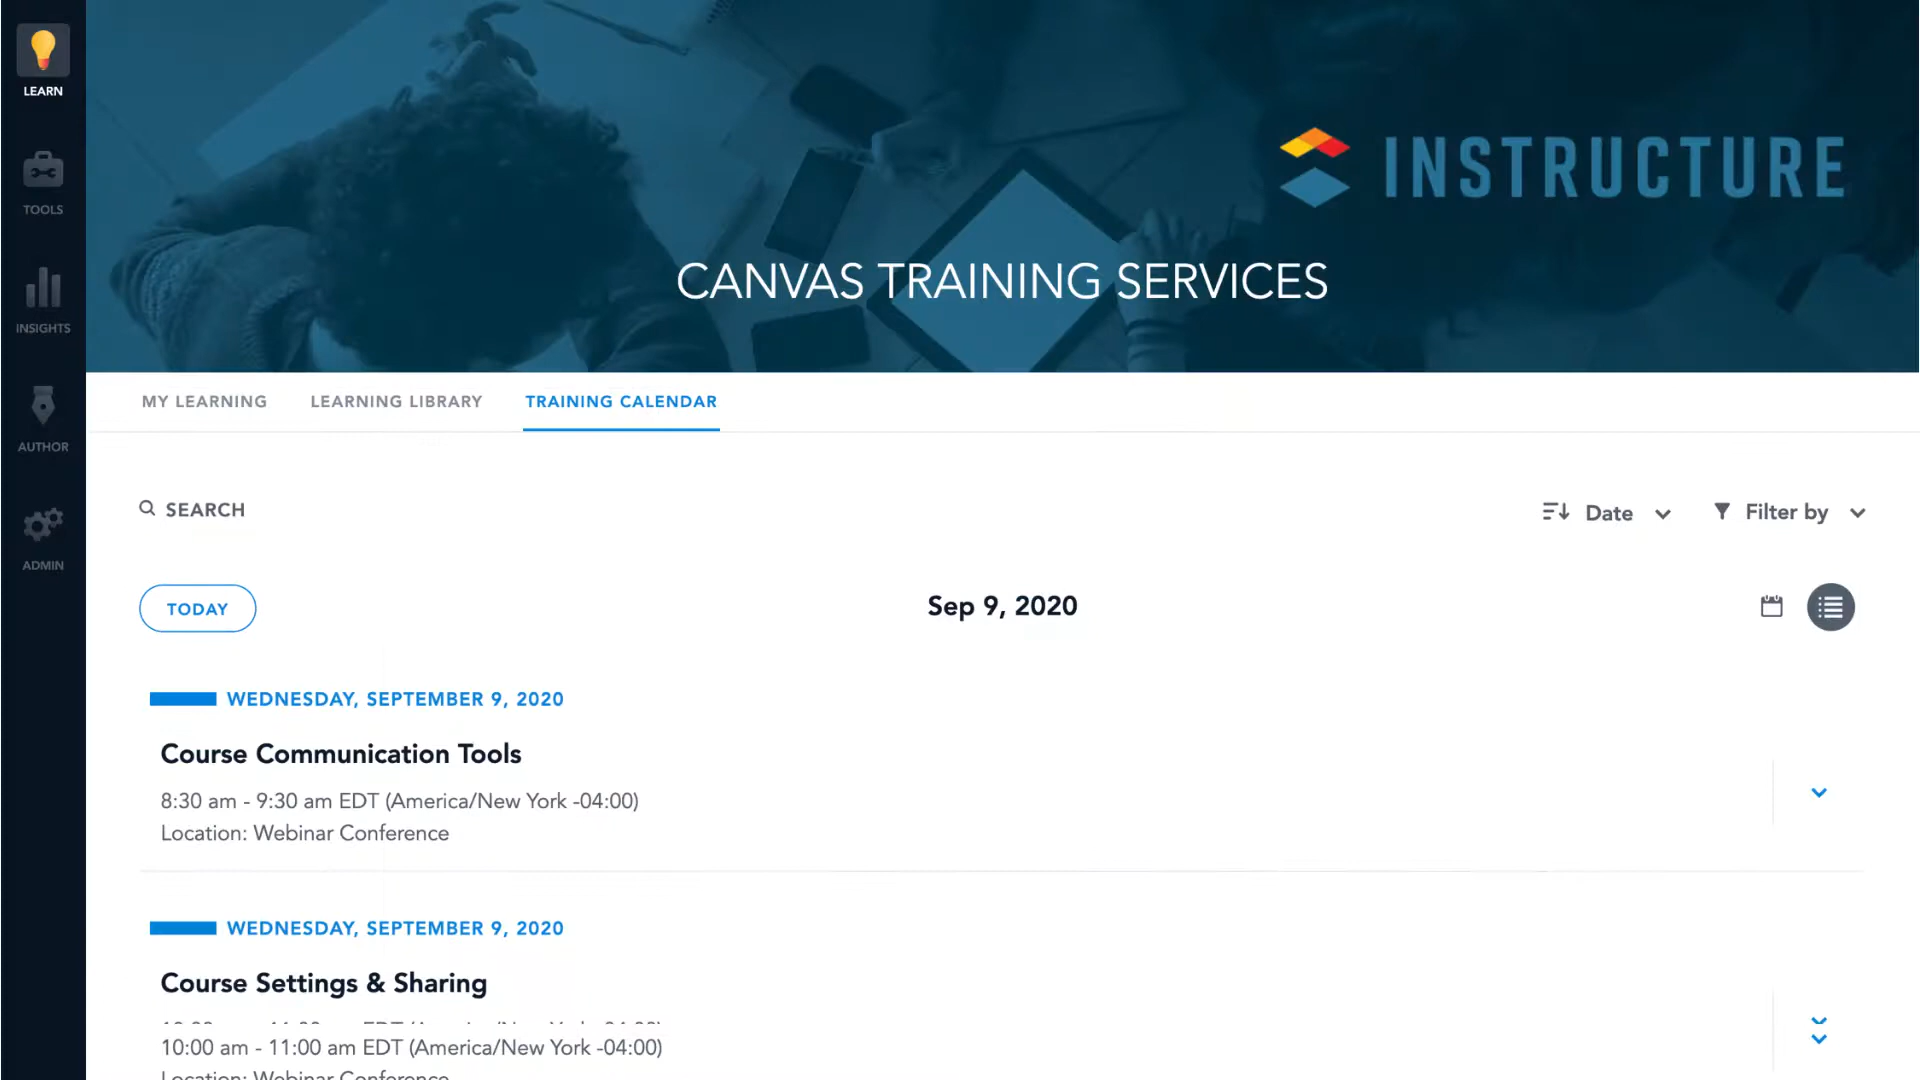 LEARN
TOOLS
INSIGHTS
AUTHOR
ADMIN
INSTRUCTURE
CANVAS TRAINING SERVICES
MY LEARNING LEARNING LIBRARY TRAINING CALENDAR
SEARCH Date Filter by
TODAY Sep 9, 2020
WEDNESDAY, SEPTEMBER 9, 2020
Course Communication Tools
8:30 am - 9:30 am EDT (America/New York -04:00)
Location: Webinar Conference
WEDNESDAY, SEPTEMBER 9, 2020
Course Settings & Sharing
10:00 am - 11:00 am EDT (America/New York -04:00)
Location: Webinar Conference